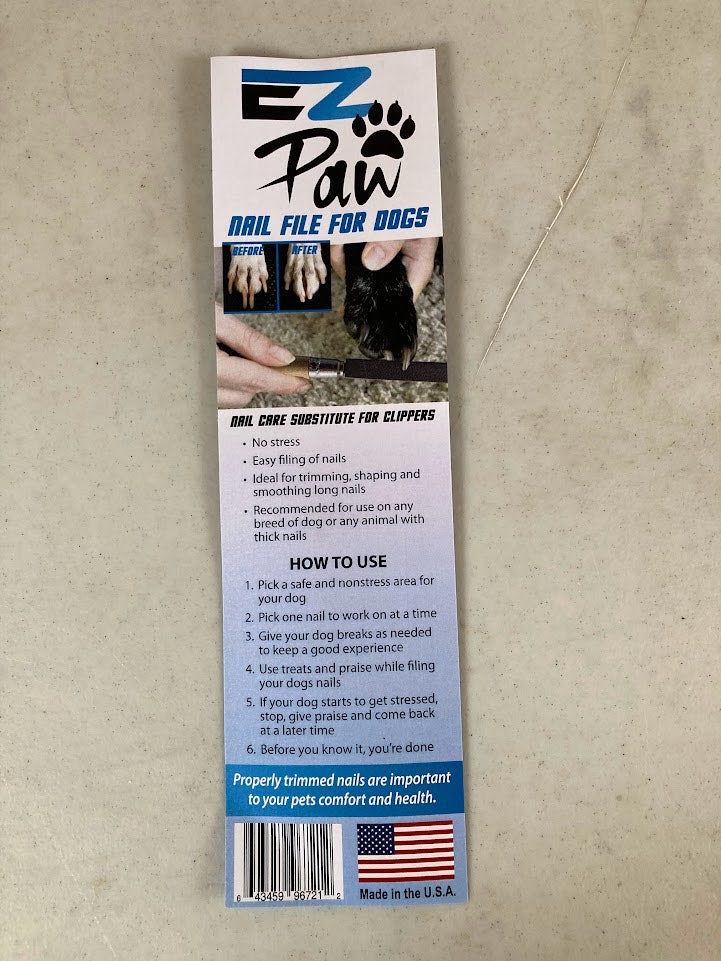 EZ
Paw
NAIL FILE FOR DOGS
BEFORE AFTER
NAIL CARE SUBSTITUTE FOR CLIPPERS
• No stress
• Easy filing of nails
• Ideal for trimming, shaping and
smoothing long nails
• Recommended for use on any
breed of dog or any animal with
thick nails
HOW TO USE
1. Pick a safe and nonstress area for
your dog
2. Pick one nail to work on at a time
3. Give your dog breaks as needed
to keep a good experience
4. Use treats and praise while filing
your dogs nails
5. If your dog starts to get stressed,
stop, give praise and come back
at a later time
6. Before you know it, you're done
Properly trimmed nails are important
to your pets comfort and health.
6 43459 96721 2
Made in the U.S.A.